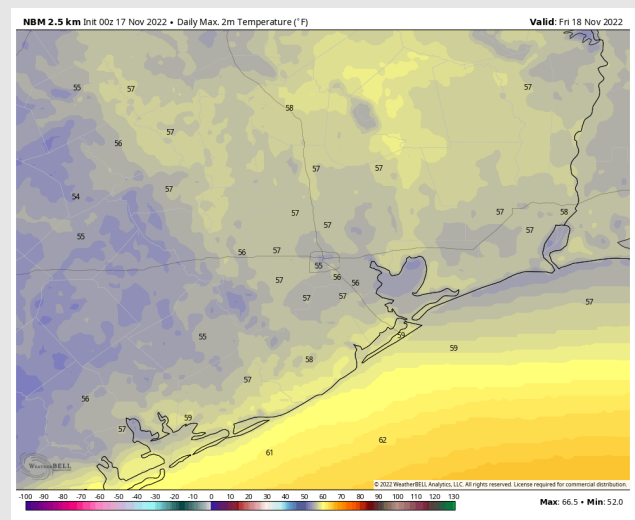 NBM 2.5 km Init 00z 17 Nov 2022 • Daily Max. 2m Temperature (°F)
Valid: Fri 18 Nov 2022
55 57 57
58
57
56
57 57
57
54
57 57 58
57 57
55
56 57
55
56 56
57
57 57
57
55 59
59
58
57
56
59
57
62
61
WEATHERBELL
© 2022 WeatherBELL Analytics, LLC. All rights reserved. License required for commercial distribution.
-100 -90 -80 -70 -60 -50 -40 -30 -20 -10 0 10 20 30 40 50 60 70 80 90 100 110 120 130
Max: 66.5 • Min: 52.0